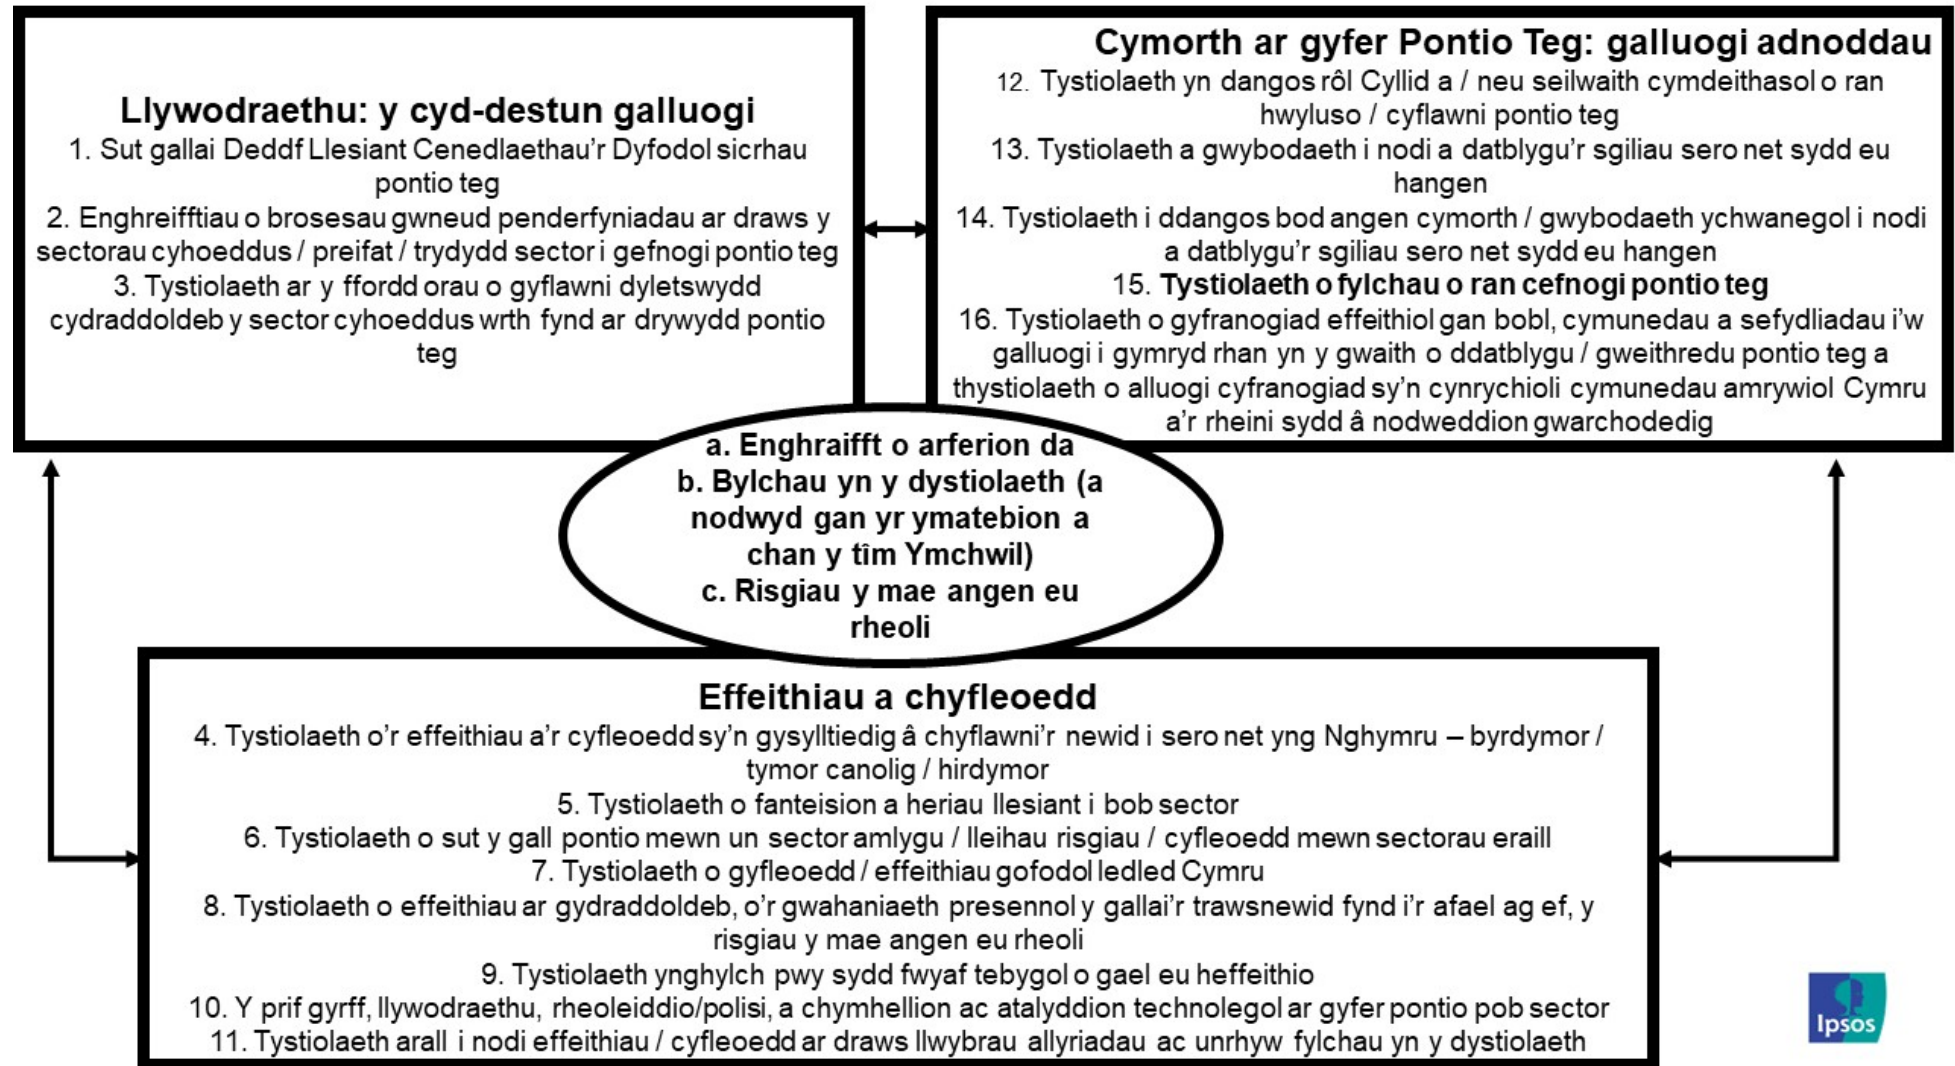 Llywodraethu: y cyd-destun galluogi
1. Sut gallai Deddf Llesiant Cenedlaethau'r Dyfodol sicrhau
pontio teg
2. Enghreifftiau o brosesau gwneud penderfyniadau ar draws y
sectorau cyhoeddus / preifat / trydydd sector i gefnogi pontio teg
3. Tystiolaeth ar y ffordd orau o gyflawni dyletswydd
cydraddoldeb y sector cyhoeddus wrth fynd ar drywydd pontio
teg
Cymorth ar gyfer Pontio Teg: galluogi adnoddau
12. Tystiolaeth yn dangos rôl Cyllid a / neu seilwaith cymdeithasol o ran
hwyluso / cyflawni pontio teg
13. Tystiolaeth a gwybodaeth i nodi a datblygu'r sgiliau sero net sydd eu
hangen
14. Tystiolaeth i ddangos bod angen cymorth / gwybodaeth ychwanegol i nodi
a datblygu'r sgiliau sero net sydd eu hangen
15. Tystiolaeth o fylchau o ran cefnogi pontio teg
16. Tystiolaeth o gyfranogiad effeithiol gan bobl, cymunedau a sefydliadau i'w
galluogi i gymryd rhan yn y gwaith o ddatblygu / gweithredu pontio teg a
thystiolaeth o alluogi cyfranogiad sy'n cynrychioli cymunedau amrywiol Cymru
a'r rheini sydd â nodweddion gwarchodedig
a. Enghraifft o arferion da
b. Bylchau yn y dystiolaeth (a
nodwyd gan yr ymatebion a
chan y tîm Ymchwil)
c. Risgiau y mae angen eu
rheoli
Effeithiau a chyfleoedd
4. Tystiolaeth o'r effeithiau a'r cyfleoedd sy'n gysylltiedig â chyflawni'r newid i sero net yng Nghymru – byrdymor /
tymor canolig / hirdymor
5. Tystiolaeth o fanteision a heriau llesiant i bob sector
6. Tystiolaeth o sut y gall pontio mewn un sector amlygu / lleihau risgiau / cyfleoedd mewn sectorau eraill
7. Tystiolaeth o gyfleoedd / effeithiau gofodol ledled Cymru
8. Tystiolaeth o effeithiau ar gydraddoldeb, o'r gwahaniaeth presennol y gallai'r trawsnewid fynd i'r afael ag ef, y
risgiau y mae angen eu rheoli
9. Tystiolaeth ynghylch pwy sydd fwyaf tebygol o gael eu heffeithio
10. Y prif gyrff, llywodraethu, rheoleiddio/polisi, a chymhellion ac atalyddion technolegol ar gyfer pontio pob sector
11. Tystiolaeth arall i nodi effeithiau / cyfleoedd ar draws llwybrau allyriadau ac unrhyw fylchau yn y dystiolaeth
Ipsos